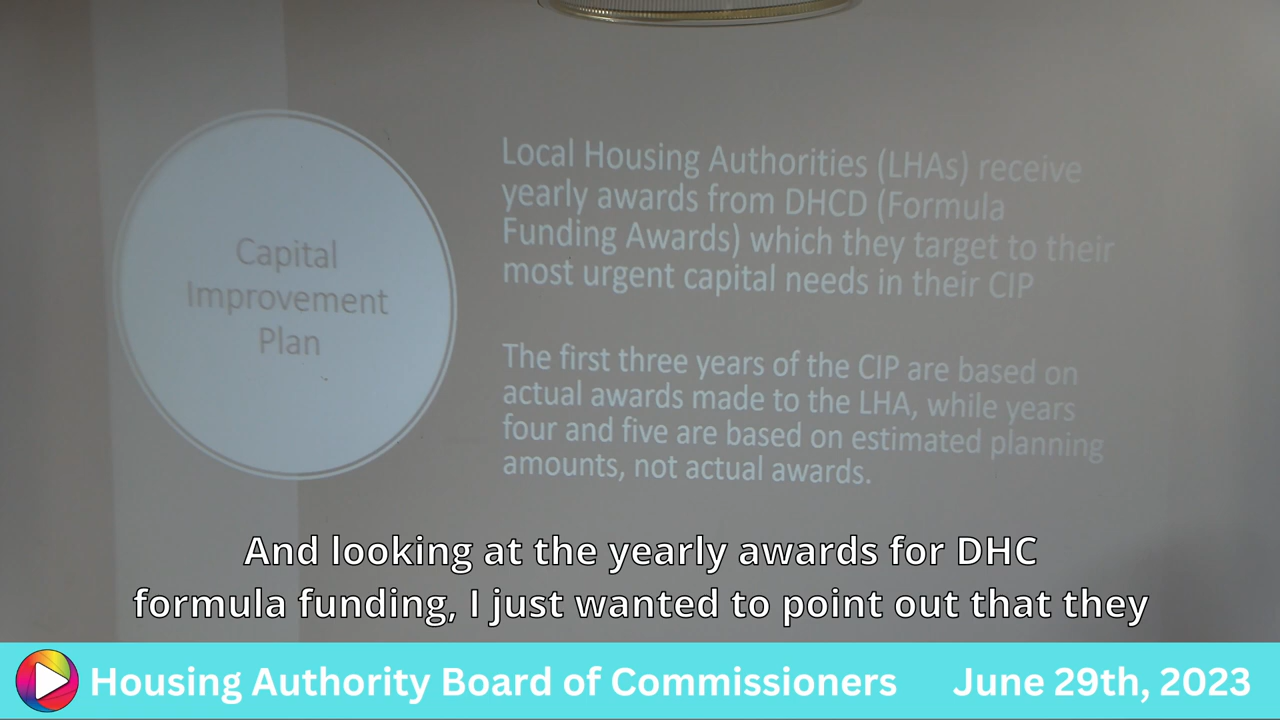 Capital
Improvement
Plan
Local Housing Authorities (LHAs) receive
yearly awards from DHCD (Formula
Funding Awards) which they target to their
most urgent capital needs in their CIP
The first three years of the CIP are based on
actual awards made to the LHA, while years
four and five are based on estimated planning
amounts, not actual awards.
And looking at the yearly awards for DHC
formula funding, I just wanted to point out that they
Housing Authority Board of Commissioners June 29th, 2023